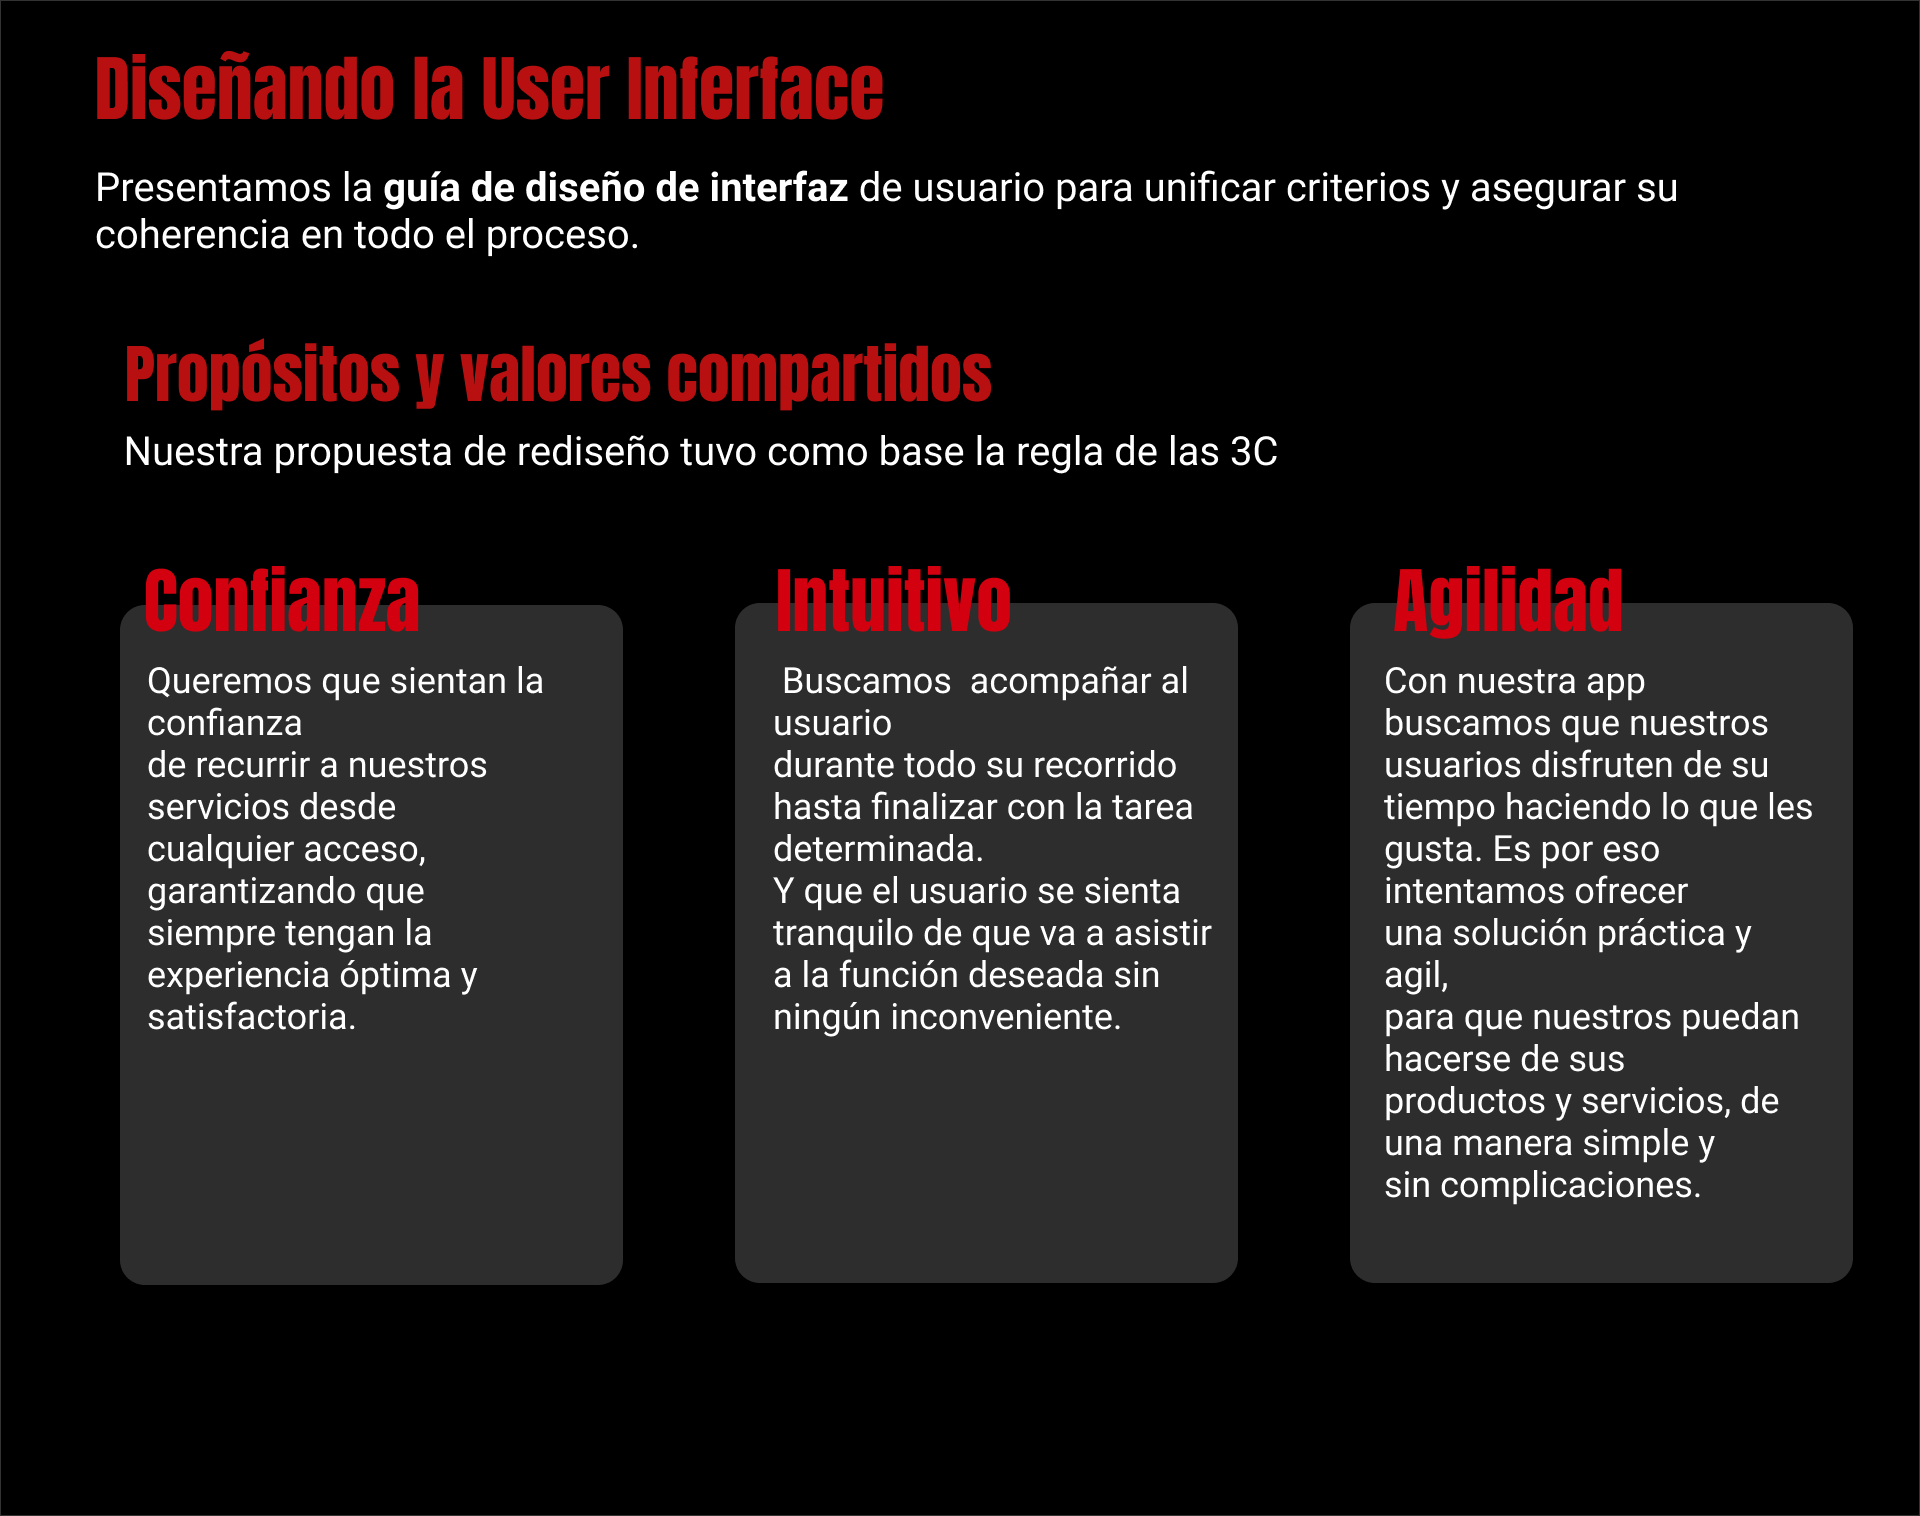 Diseñando la User Inferface
Presentamos la guía de diseño de interfaz de usuario para unificar criterios y asegurar su
coherencia en todo el proceso.
Propósitos y valores compartidos
Nuestra propuesta de rediseño tuvo como base la regla de las 3C
Confianza
Queremos que sientan la
confianza
de recurrir a nuestros
servicios desde
cualquier acceso,
garantizando que
siempre tengan la
experiencia óptima y
satisfactoria.
Intuitivo
Buscamos  acompañar al
usuario
durante todo su recorrido
hasta finalizar con la tarea
determinada.
Y que el usuario se sienta
tranquilo de que va a asistir
a la función deseada sin
ningún inconveniente.
Agilidad
Con nuestra app
buscamos que nuestros
usuarios disfruten de su
tiempo haciendo lo que les
gusta. Es por eso
intentamos ofrecer
una solución práctica y
agil,
para que nuestros puedan
hacerse de sus
productos y servicios, de
una manera simple y
sin complicaciones.